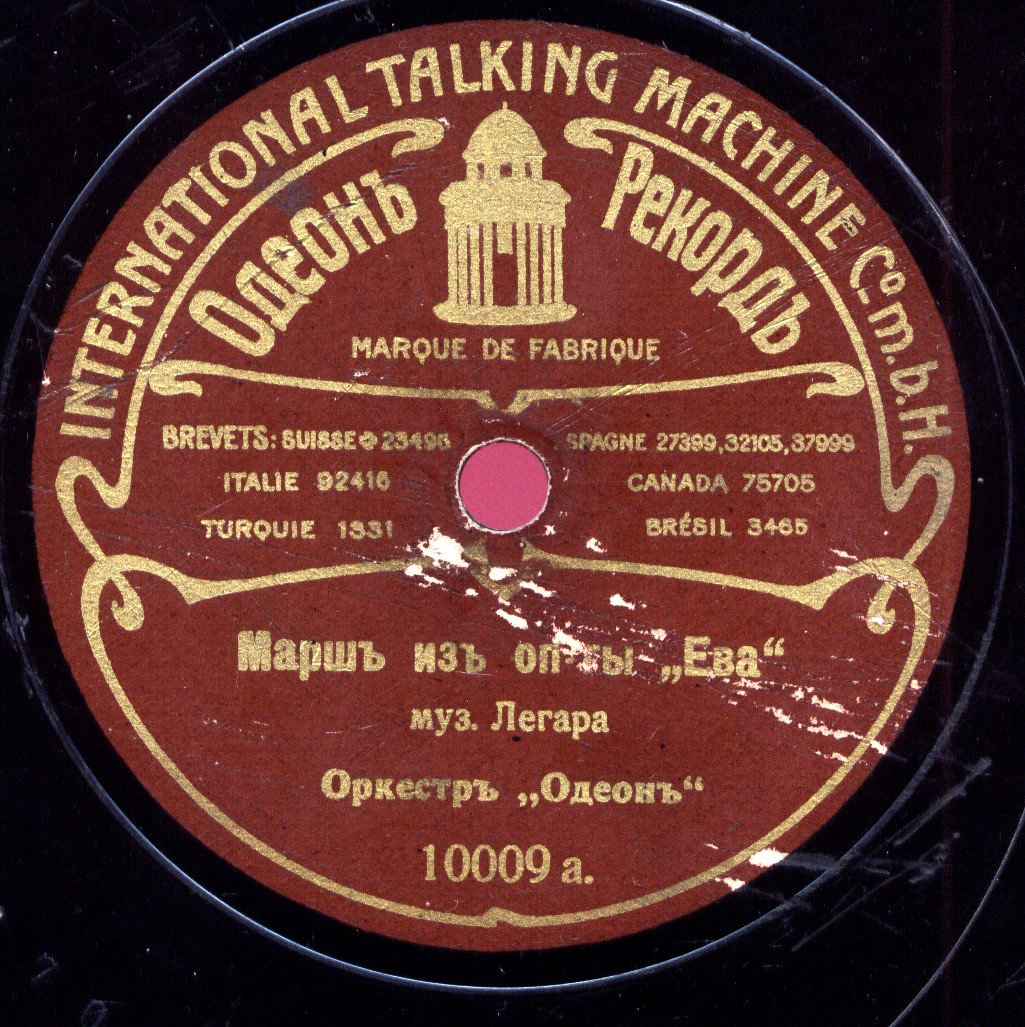 INTERNATIONAL TALKING MACHINE Co. m. b. H.
Одеонъ Рекордъ
MARQUE DE FABRIQUE
BREVETS: SUISSE ✤ 23496 SPAGNE 27399,32105,37999
ITALIE 92416 CANADA 75705
TURQUIE 1331 BRÉSIL 3465
Маршъ изъ оп-ты „Ева“
муз. Легара
Оркестръ „Одеонъ“
10009 а.